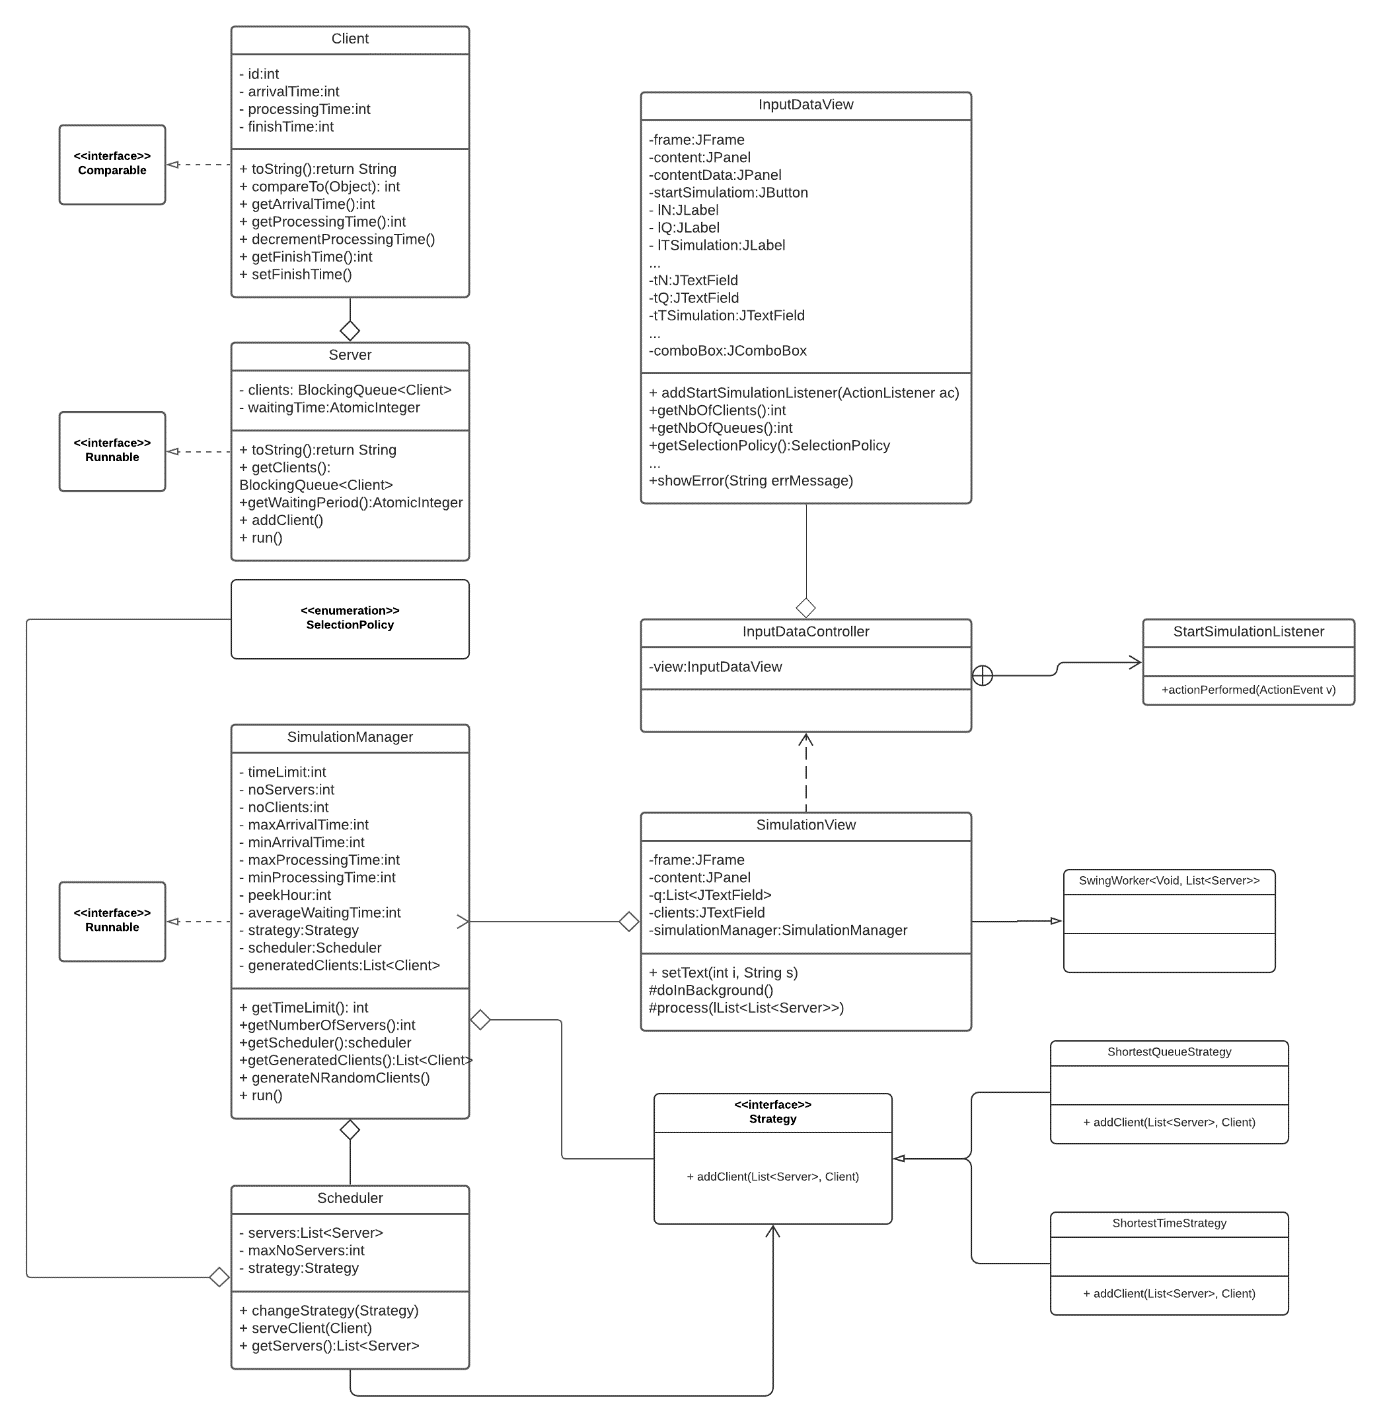 Client
- id:int
- arrivalTime:int
- processingTime:int
- finishTime:int
+ toString():return String
+ compareTo(Object): int
+ getArrivalTime():int
+ getProcessingTime():int
+ decrementProcessingTime()
+ getFinishTime():int
+ setFinishTime()
<<interface>>
Comparable
Server
- clients: BlockingQueue<Client>
- waitingTime:AtomicInteger
+ toString():return String
+ getClients():
BlockingQueue<Client>
+getWaitingPeriod():AtomicInteger
+ addClient()
+ run()
<<interface>>
Runnable
<<enumeration>>
SelectionPolicy
InputDataView
-frame:JFrame
-content:JPanel
-contentData:JPanel
-startSimulatiom:JButton
- lN:JLabel
- lQ:JLabel
- lTSimulation:JLabel
...
-tN:JTextField
-tQ:JTextField
-tTSimulation:JTextField
...
-comboBox:JComboBox
+ addStartSimulationListener(ActionListener ac)
+getNbOfClients():int
+getNbOfQueues():int
+getSelectionPolicy():SelectionPolicy
...
+showError(String errMessage)
InputDataController
-view:InputDataView
StartSimulationListener
+actionPerformed(ActionEvent v)
SimulationManager
- timeLimit:int
- noServers:int
- noClients:int
- maxArrivalTime:int
- minArrivalTime:int
- maxProcessingTime:int
- minProcessingTime:int
- peekHour:int
- averageWaitingTime:int
- strategy:Strategy
- scheduler:Scheduler
- generatedClients:List<Client>
+ getTimeLimit(): int
+getNumberOfServers():int
+getScheduler():scheduler
+getGeneratedClients():List<Client>
+ generateNRandomClients()
+ run()
<<interface>>
Runnable
SimulationView
-frame:JFrame
-content:JPanel
-q:List<JTextField>
-clients:JTextField
-simulationManager:SimulationManager
+ setText(int i, String s)
#doInBackground()
#process(lList<List<Server>>)
SwingWorker<Void, List<Server>>
<<interface>>
Strategy
+ addClient(List<Server>, Client)
ShortestQueueStrategy
+ addClient(List<Server>, Client)
ShortestTimeStrategy
+ addClient(List<Server>, Client)
Scheduler
- servers:List<Server>
- maxNoServers:int
- strategy:Strategy
+ changeStrategy(Strategy)
+ serveClient(Client)
+ getServers():List<Server>